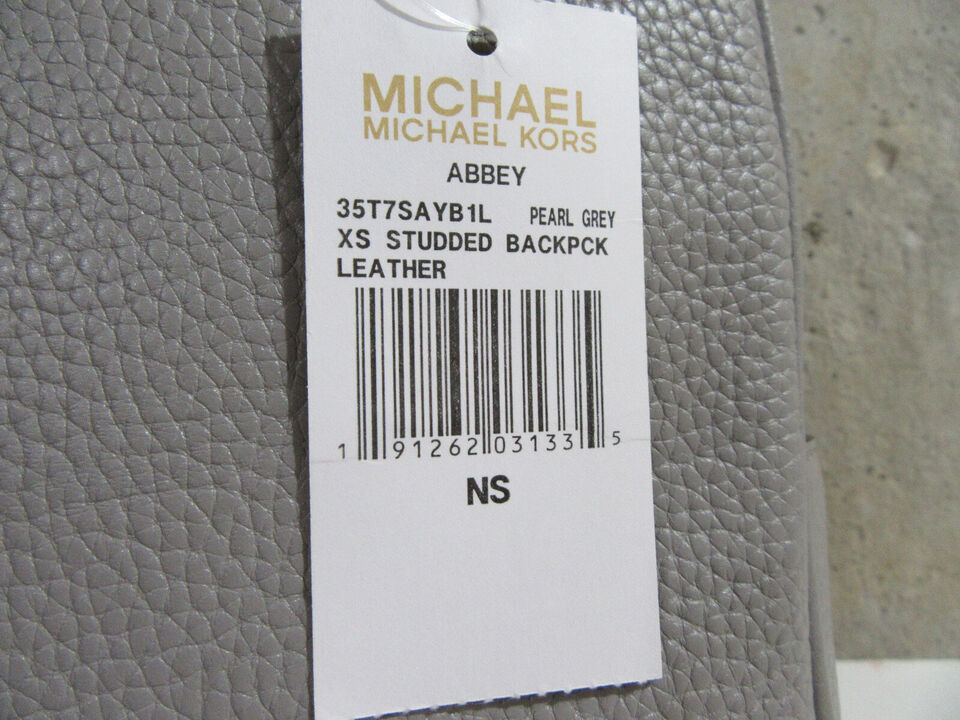 MICHAEL
MICHAEL KORS
ABBEY
35T7SAYB1L PEARL GREY
XS STUDDED BACKPCK
LEATHER
1 91262 03133 5
NS